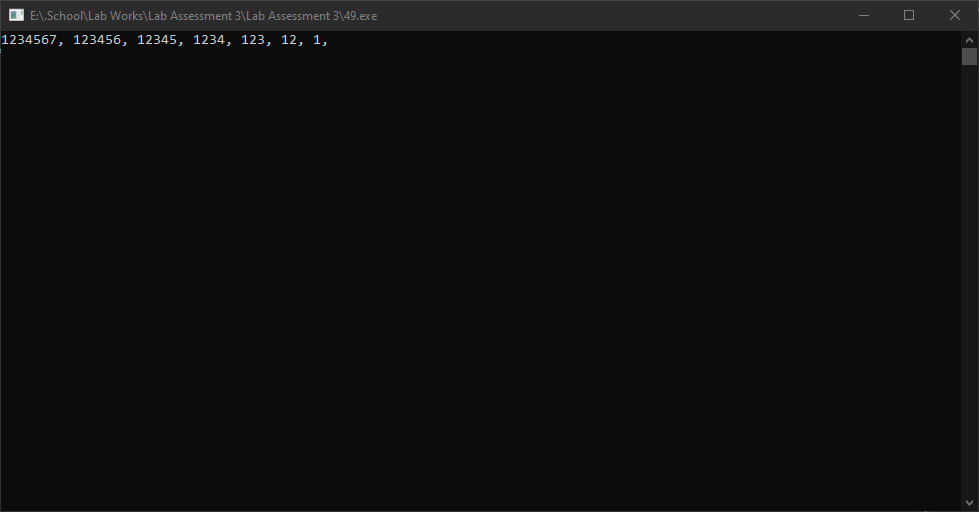 E:\.School\Lab Works\Lab Assessment 3\Lab Assessment 3\49.exe
1234567, 123456, 12345, 1234, 123, 12, 1,